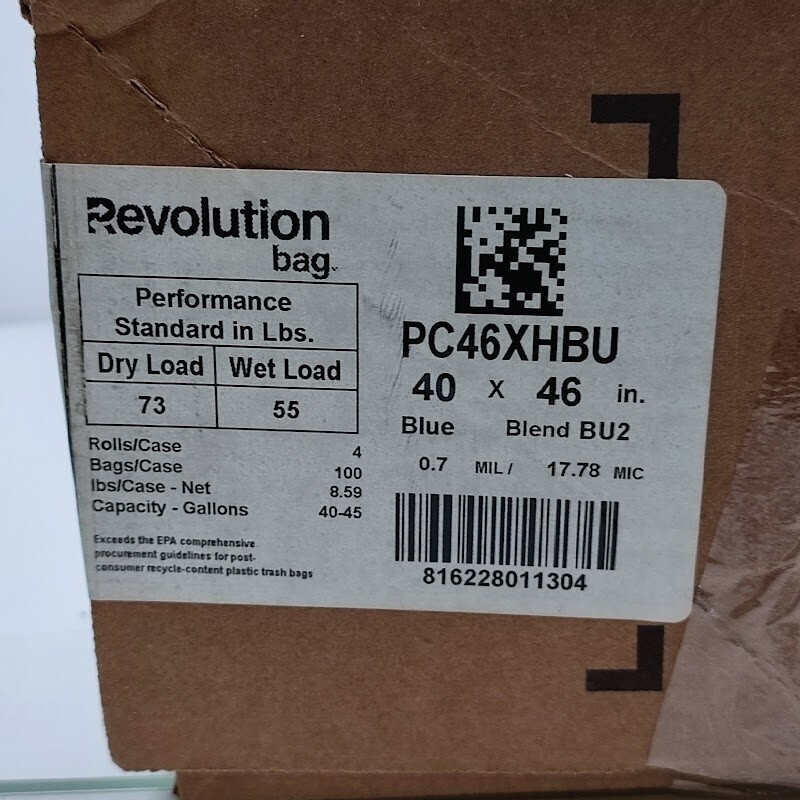 Revolution
bag.
Performance
Standard in Lbs.
Dry Load Wet Load
73 55
Rolls/Case 4
Bags/Case 100
lbs/Case - Net 8.59
Capacity - Gallons 40-45
Exceeds the EPA comprehensive
procurement guidelines for post-
consumer recycle-content plastic trash bags
PC46XHBU
40 X 46 in.
Blue Blend BU2
0.7 MIL / 17.78 MIC
816228011304